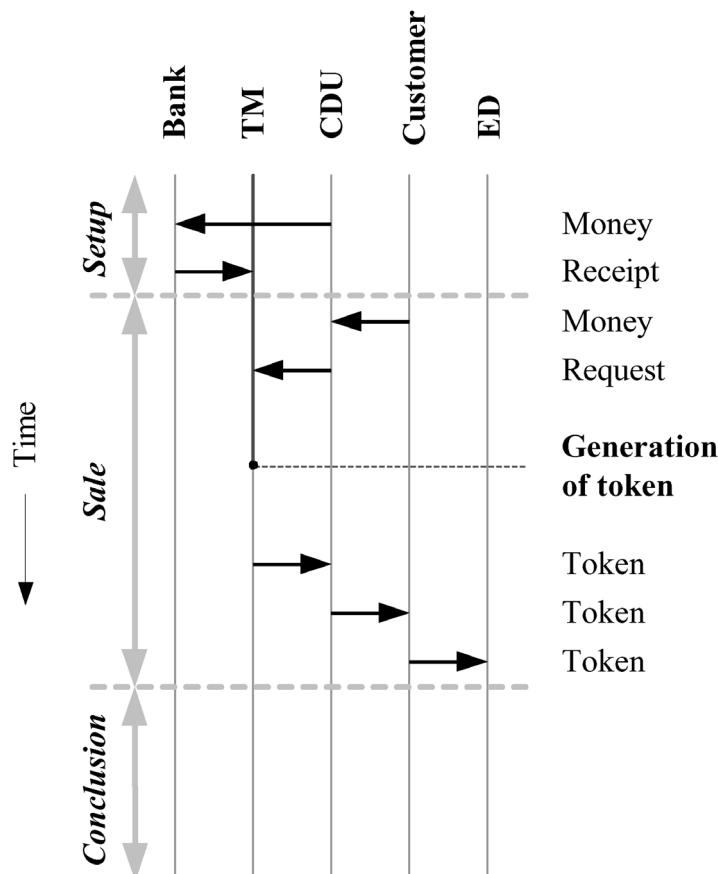 Bank
TM
CDU
Customer
ED
Setup
Money
Receipt
Money
Request
Time
Sale
Generation
of token
Token
Token
Token
Conclusion